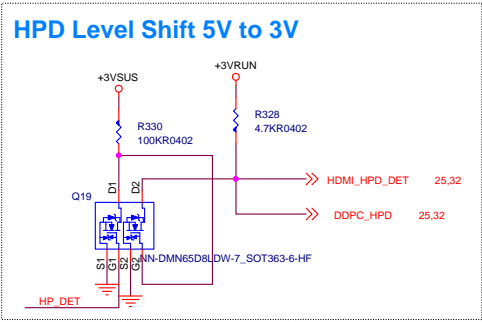 HPD Level Shift 5V to 3V
+3VSUS
+3VRUN
R330
100KR0402
R328
4.7KR0402
HDMI_HPD_DET 25,32
DDPC_HPD 25,32
Q19
D1
D2
S1
G1
S2
G2
NN-DMN65D8LDW-7_SOT363-6-HF
HP_DET